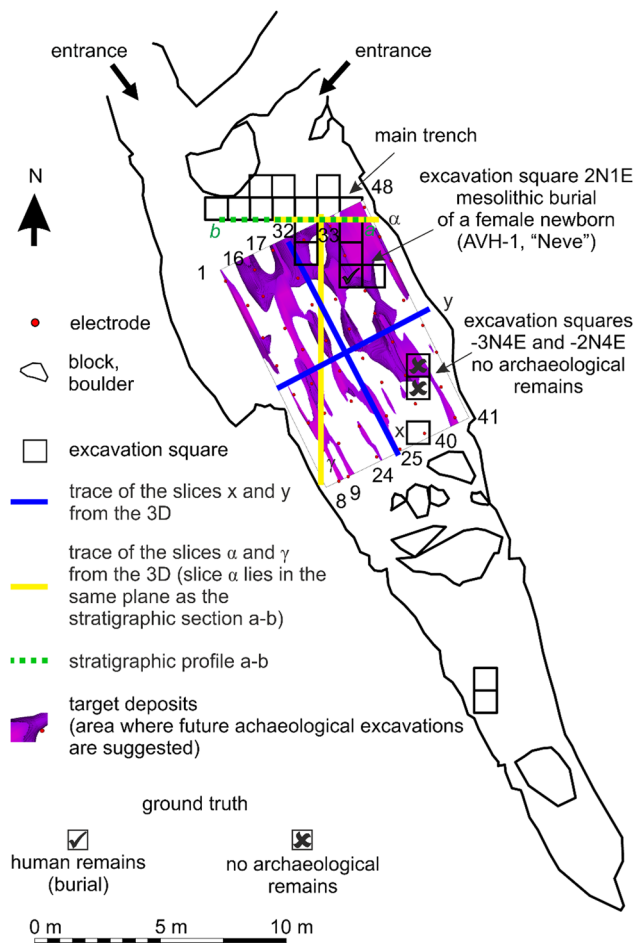 entrance
entrance
main trench
48
excavation square 2N1E
mesolithic burial
of a female newborn
(AVH-1, “Neve”)
N
b
a
α
32
33
17
16
1
y
electrode
excavation squares
-3N4E and -2N4E
no archaeological
remains
block,
boulder
x
41
40
25
24
γ
8
9
excavation square
trace of the slices x and y
from the 3D
trace of the slices α and γ
from the 3D (slice α lies in the
same plane as the
stratigraphic section a-b)
stratigraphic profile a-b
target deposits
(area where future achaeological excavations
are suggested)
ground truth
human remains
(burial)
no archaeological
remains
0 m
5 m
10 m